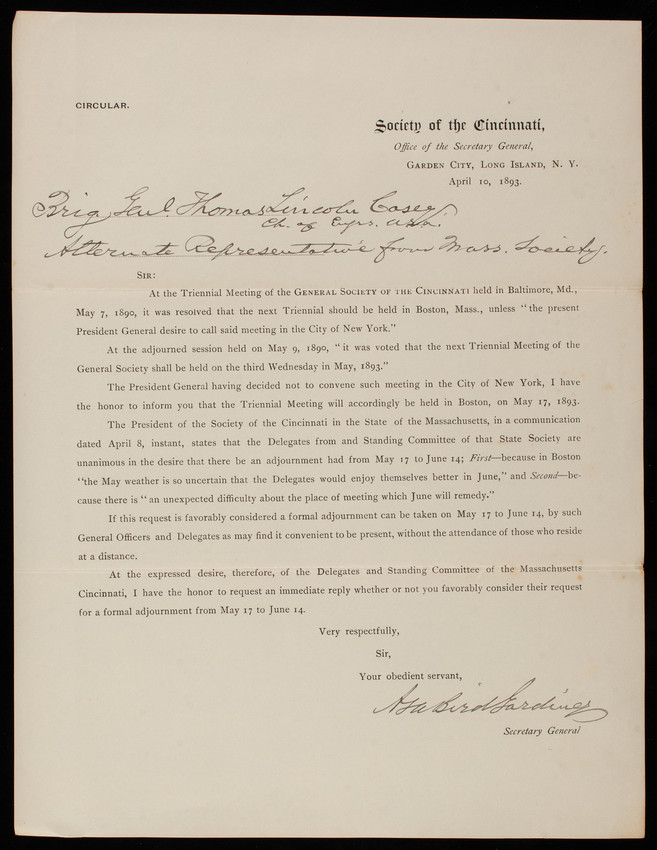 CIRCULAR.
Society of the Cincinnati,
Office of the Secretary General,
GARDEN CITY, LONG ISLAND, N. Y.
April 10, 1893.
Brig. Genl. Thomas Lincoln Casey,
Ch. of Engrs. U.S.A.
Alternate Representative from Mass. Society.
SIR:
At the Triennial Meeting of the GENERAL SOCIETY OF THE CINCINNATI held in Baltimore, Md.,
May 7, 1890, it was resolved that the next Triennial should be held in Boston, Mass., unless “the present
President General desire to call said meeting in the City of New York.”
At the adjourned session held on May 9, 1890, “it was voted that the next Triennial Meeting of the
General Society shall be held on the third Wednesday in May, 1893.”
The President General having decided not to convene such meeting in the City of New York, I have
the honor to inform you that the Triennial Meeting will accordingly be held in Boston, on May 17, 1893.
The President of the Society of the Cincinnati in the State of the Massachusetts, in a communication
dated April 8, instant, states that the Delegates from and Standing Committee of that State Society are
unanimous in the desire that there be an adjournment had from May 17 to June 14; First—because in Boston
“the May weather is so uncertain that the Delegates would enjoy themselves better in June,” and Second—be-
cause there is “an unexpected difficulty about the place of meeting which June will remedy.”
If this request is favorably considered a formal adjournment can be taken on May 17 to June 14, by such
General Officers and Delegates as may find it convenient to be present, without the attendance of those who reside
at a distance.
At the expressed desire, therefore, of the Delegates and Standing Committee of the Massachusetts
Cincinnati, I have the honor to request an immediate reply whether or not you favorably consider their request
for a formal adjournment from May 17 to June 14.
Very respectfully,
Sir,
Your obedient servant,
Asa Bird Gardiner
Secretary General